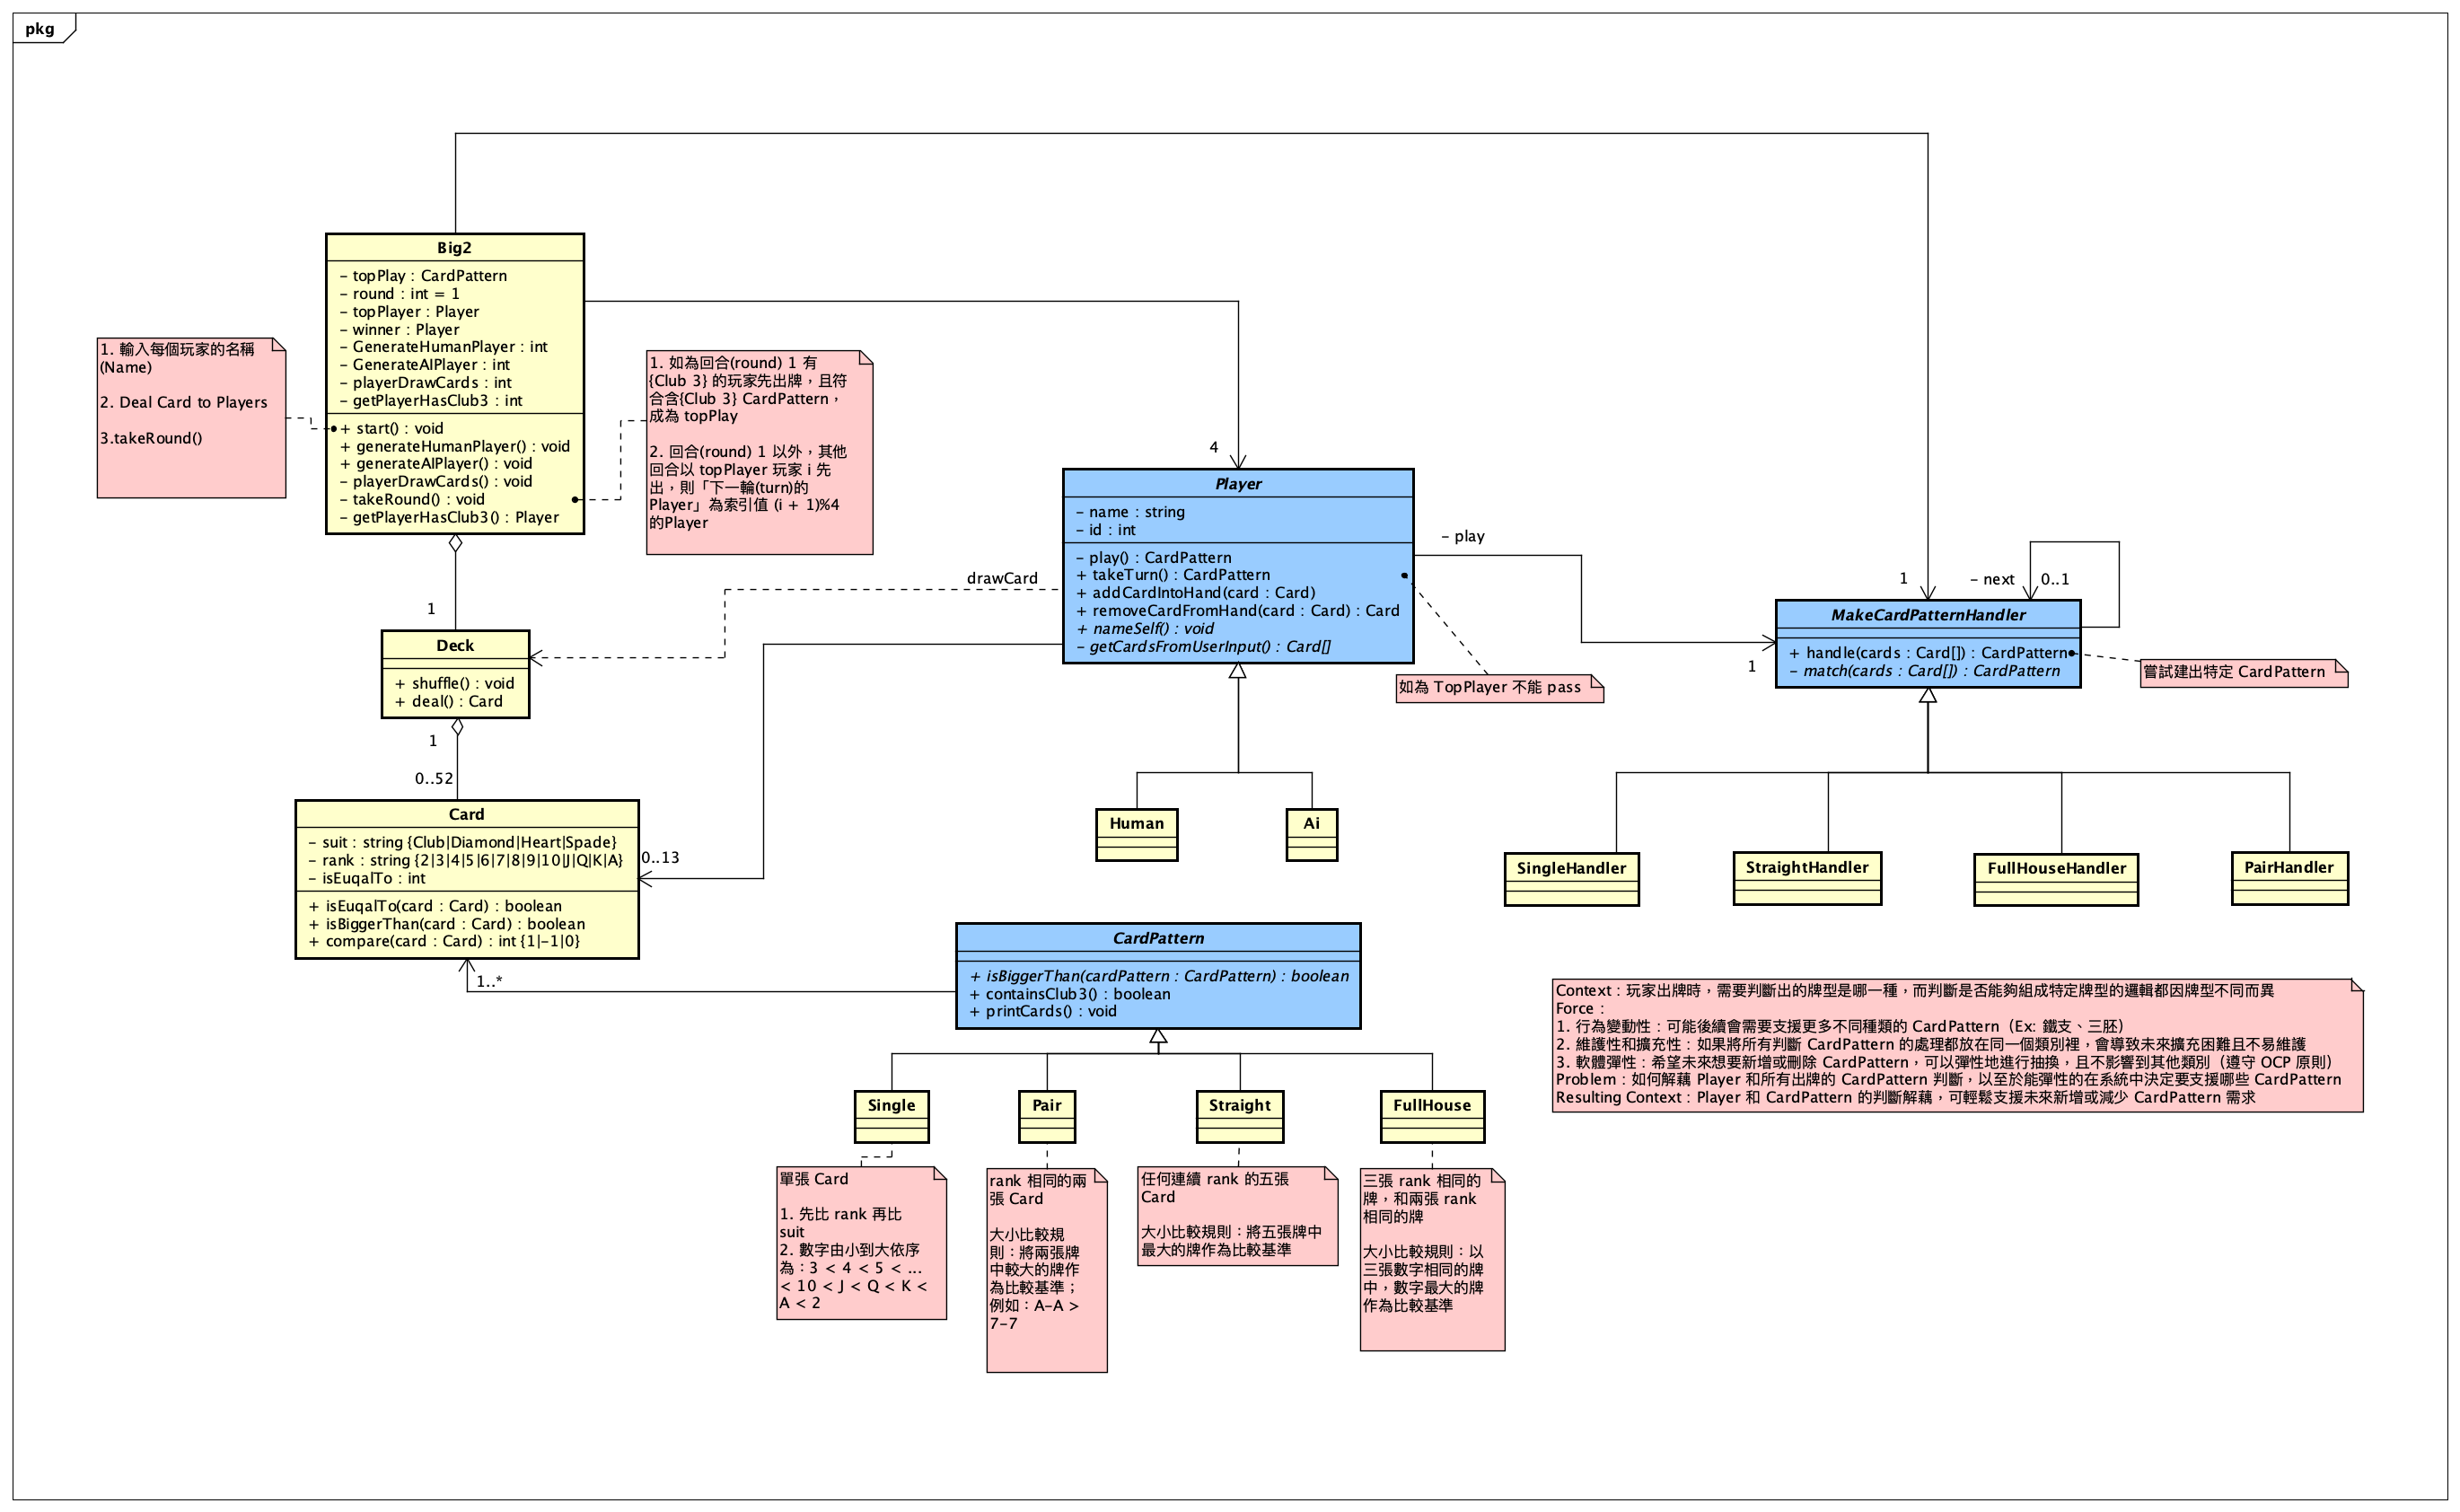 pkg
Big2
– topPlay : CardPattern
– round : int = 1
– topPlayer : Player
– winner : Player
– GenerateHumanPlayer : int
– GenerateAIPlayer : int
– playerDrawCards : int
– getPlayerHasClub3 : int
+ start() : void
+ generateHumanPlayer() : void
+ generateAIPlayer() : void
– playerDrawCards() : void
– takeRound() : void
– getPlayerHasClub3() : Player
1. 輸入每個玩家的名稱
(Name)
2. Deal Card to Players
3.takeRound()
1. 如為回合(round) 1 有
{Club 3} 的玩家先出牌，且符
合含{Club 3} CardPattern，
成為 topPlay
2. 回合(round) 1 以外，其他
回合以 topPlayer 玩家 i 先
出，則「下一輪(turn)的
Player」為索引值 (i + 1)%4
的Player
4
Player
– name : string
– id : int
– play() : CardPattern
+ takeTurn() : CardPattern
+ addCardIntoHand(card : Card)
+ removeCardFromHand(card : Card) : Card
+ nameSelf() : void
– getCardsFromUserInput() : Card[]
– play
1
1
– next
0..1
MakeCardPatternHandler
+ handle(cards : Card[]) : CardPattern
– match(cards : Card[]) : CardPattern
嘗試建出特定 CardPattern
如為 TopPlayer 不能 pass
drawCard
1
Deck
+ shuffle() : void
+ deal() : Card
1
0..52
Card
– suit : string {Club|Diamond|Heart|Spade}
– rank : string {2|3|4|5|6|7|8|9|10|J|Q|K|A}
– isEuqalTo : int
+ isEuqalTo(card : Card) : boolean
+ isBiggerThan(card : Card) : boolean
+ compare(card : Card) : int {1|–1|0}
0..13
1..*
Human
Ai
SingleHandler
StraightHandler
FullHouseHandler
PairHandler
CardPattern
+ isBiggerThan(cardPattern : CardPattern) : boolean
+ containsClub3() : boolean
+ printCards() : void
Context : 玩家出牌時，需要判斷出的牌型是哪一種，而判斷是否能夠組成特定牌型的邏輯都因牌型不同而異
Force :
1. 行為變動性 : 可能後續會需要支援更多不同種類的 CardPattern（Ex: 鐵支、三胚）
2. 維護性和擴充性 : 如果將所有判斷 CardPattern 的處理都放在同一個類別裡，會導致未來擴充困難且不易維護
3. 軟體彈性 : 希望未來想要新增或刪除 CardPattern，可以彈性地進行抽換，且不影響到其他類別（遵守 OCP 原則）
Problem : 如何解藕 Player 和所有出牌的 CardPattern 判斷，以至於能彈性的在系統中決定要支援哪些 CardPattern
Resulting Context : Player 和 CardPattern 的判斷解藕，可輕鬆支援未來新增或減少 CardPattern 需求
Single
Pair
Straight
FullHouse
單張 Card
1. 先比 rank 再比
suit
2. 數字由小到大依序
為：3 < 4 < 5 < ...
< 10 < J < Q < K <
A < 2
rank 相同的兩
張 Card
大小比較規
則：將兩張牌
中較大的牌作
為比較基準；
例如：A–A >
7–7
任何連續 rank 的五張
Card
大小比較規則：將五張牌中
最大的牌作為比較基準
三張 rank 相同的
牌，和兩張 rank
相同的牌
大小比較規則：以
三張數字相同的牌
中，數字最大的牌
作為比較基準